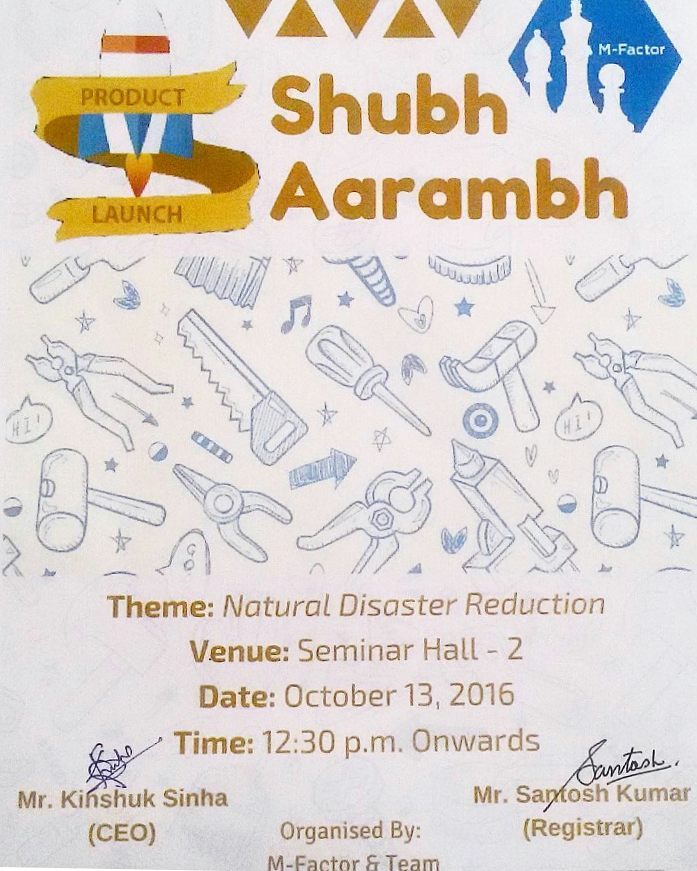 M-Factor
PRODUCT
LAUNCH
Shubh
Aarambh
HI'
HI'
Theme: Natural Disaster Reduction
Venue: Seminar Hall - 2
Date: October 13, 2016
Time: 12:30 p.m. Onwards
Santosh.
Mr. Kinshuk Sinha
(CEO)
Mr. Santosh Kumar
(Registrar)
Organised By:
M-Factor & Team